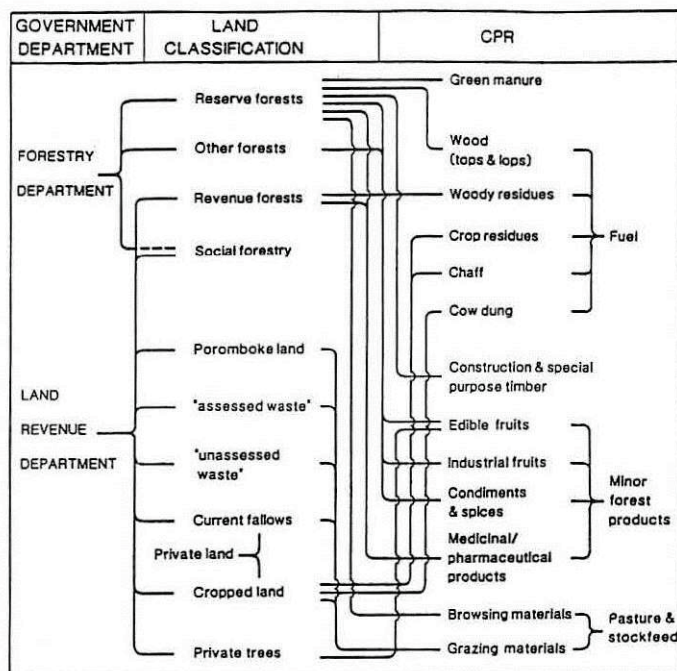 GOVERNMENT
DEPARTMENT
LAND
CLASSIFICATION
CPR
FORESTRY
DEPARTMENT
LAND
REVENUE
DEPARTMENT
Reserve forests
Other forests
Revenue forests
Social forestry
Poromboke land
"assessed waste"
"unassessed
waste"
Current fallows
Private land
Cropped land
Private trees
Green manure
Wood
(tops & lops)
Woody residues
Crop residues
Chaff
Cow dung
Construction & special
purpose timber
Edible fruits
Industrial fruits
Condiments
& spices
Medicinal/
pharmaceutical
products
Browsing materials
Grazing materials
Fuel
Minor
forest
products
Pasture &
stockfeed